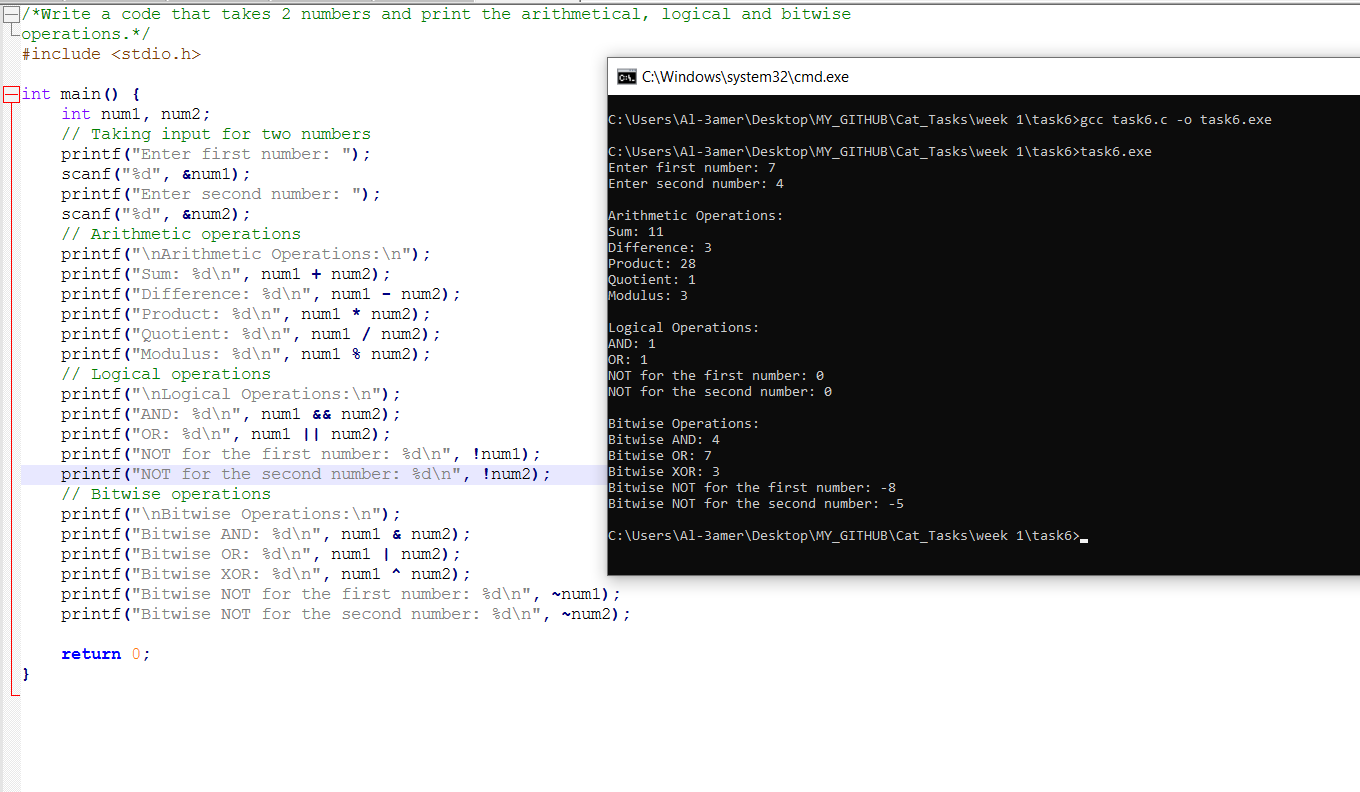 /*Write a code that takes 2 numbers and print the arithmetical, logical and bitwise
operations.*/
#include <stdio.h>

int main() {
    int num1, num2;
    // Taking input for two numbers
    printf("Enter first number: ");
    scanf("%d", &num1);
    printf("Enter second number: ");
    scanf("%d", &num2);
    // Arithmetic operations
    printf("\nArithmetic Operations:\n");
    printf("Sum: %d\n", num1 + num2);
    printf("Difference: %d\n", num1 - num2);
    printf("Product: %d\n", num1 * num2);
    printf("Quotient: %d\n", num1 / num2);
    printf("Modulus: %d\n", num1 % num2);
    // Logical operations
    printf("\nLogical Operations:\n");
    printf("AND: %d\n", num1 && num2);
    printf("OR: %d\n", num1 || num2);
    printf("NOT for the first number: %d\n", !num1);
    printf("NOT for the second number: %d\n", !num2);
    // Bitwise operations
    printf("\nBitwise Operations:\n");
    printf("Bitwise AND: %d\n", num1 & num2);
    printf("Bitwise OR: %d\n", num1 | num2);
    printf("Bitwise XOR: %d\n", num1 ^ num2);
    printf("Bitwise NOT for the first number: %d\n", ~num1);
    printf("Bitwise NOT for the second number: %d\n", ~num2);

    return 0;
}
C:\Windows\system32\cmd.exe
C:\Users\Al-3amer\Desktop\MY_GITHUB\Cat_Tasks\week 1\task6>gcc task6.c -o task6.exe

C:\Users\Al-3amer\Desktop\MY_GITHUB\Cat_Tasks\week 1\task6>task6.exe
Enter first number: 7
Enter second number: 4

Arithmetic Operations:
Sum: 11
Difference: 3
Product: 28
Quotient: 1
Modulus: 3

Logical Operations:
AND: 1
OR: 1
NOT for the first number: 0
NOT for the second number: 0

Bitwise Operations:
Bitwise AND: 4
Bitwise OR: 7
Bitwise XOR: 3
Bitwise NOT for the first number: -8
Bitwise NOT for the second number: -5

C:\Users\Al-3amer\Desktop\MY_GITHUB\Cat_Tasks\week 1\task6>